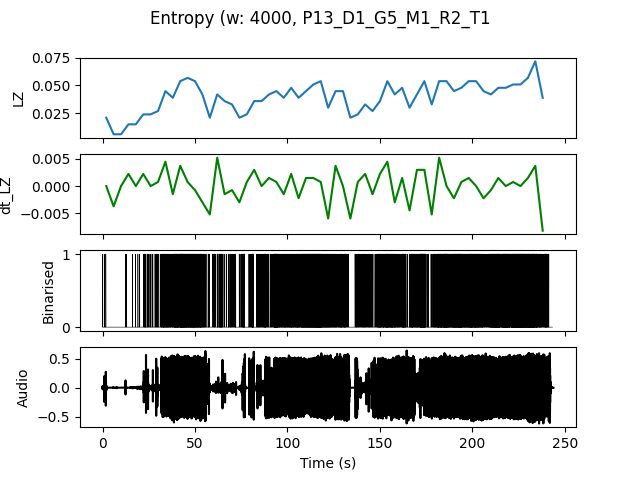 Entropy (w: 4000, P13_D1_G5_M1_R2_T1
LZ
0.075
0.050
0.025
dt_LZ
0.005
0.000
−0.005
Binarised
1
0
Audio
0.5
0.0
−0.5
0 50 100 150 200 250
Time (s)